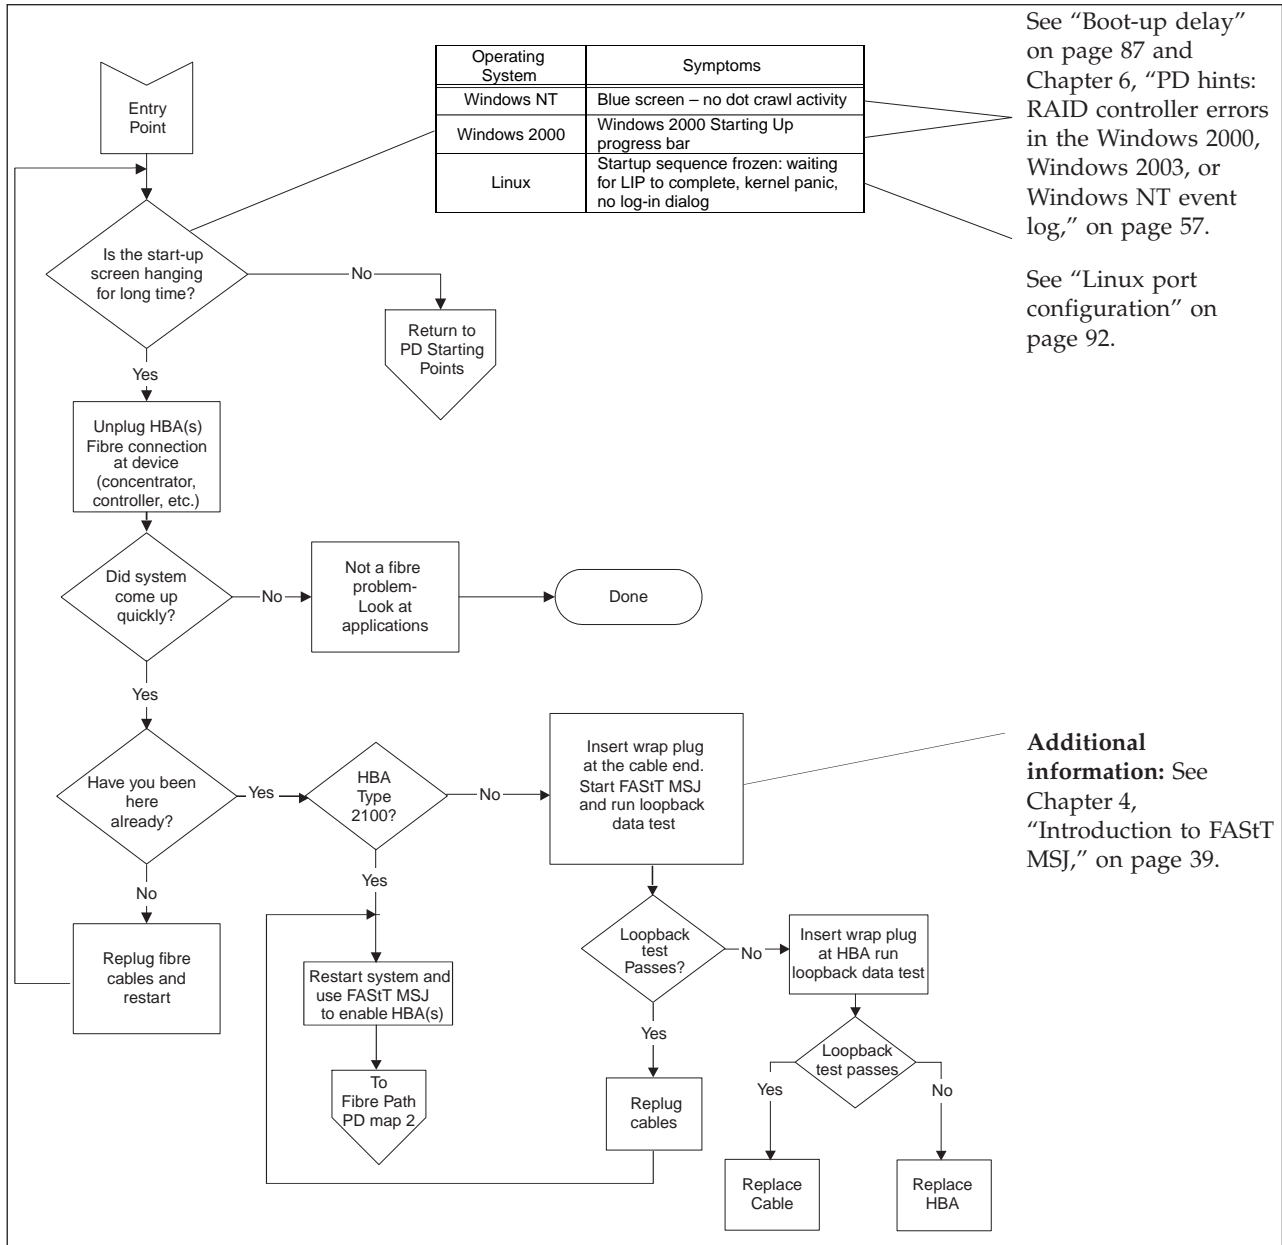 Entry
Point
Operating
System
Symptoms
Windows NT
Blue screen – no dot crawl activity
Windows 2000
Windows 2000 Starting Up
progress bar
Linux
Startup sequence frozen: waiting
for LIP to complete, kernel panic,
no log-in dialog
See “Boot-up delay”
on page 87 and
Chapter 6, “PD hints:
RAID controller errors
in the Windows 2000,
Windows 2003, or
Windows NT event
log,” on page 57.
See “Linux port
configuration” on
page 92.
Is the start-up
screen hanging
for long time?
No
Return to
PD Starting
Points
Yes
Unplug HBA(s)
Fibre connection
at device
(concentrator,
controller, etc.)
Did system
come up
quickly?
No
Not a fibre
problem-
Look at
applications
Done
Yes
Have you been
here
already?
Yes
HBA
Type
2100?
No
Insert wrap plug
at the cable end.
Start FAStT MSJ
and run loopback
data test
Additional
information: See
Chapter 4,
“Introduction to FAStT
MSJ,” on page 39.
No
Replug fibre
cables and
restart
Yes
Restart system and
use FAStT MSJ
to enable HBA(s)
To
Fibre Path
PD map 2
Loopback
test
Passes?
No
Insert wrap plug
at HBA run
loopback data test
Yes
Replug
cables
Loopback
test passes
Yes
No
Replace
Cable
Replace
HBA